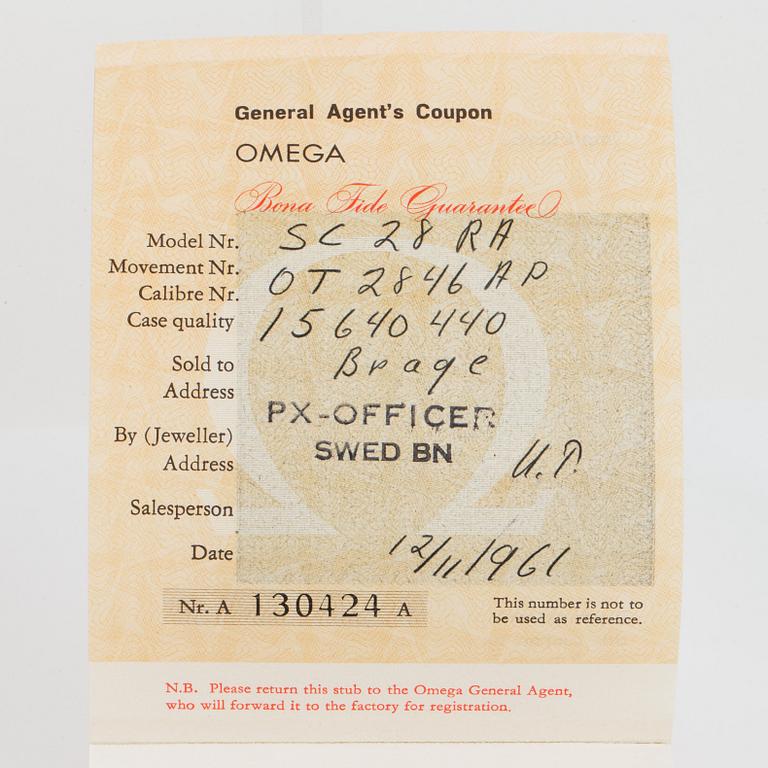 General Agent's Coupon
OMEGA
Bona Fide Guarantee
Model Nr. SC 28 RA
Movement Nr. OT 2846 AP
Calibre Nr.
Case quality 15640440
Sold to Brage
Address
PX-OFFICER
By (Jeweller) SWED BN
Address
Salesperson
Date 12/11/1961
Nr. A 130424 A
This number is not to
be used as reference.
N.B. Please return this stub to the Omega General Agent,
who will forward it to the factory for registration.